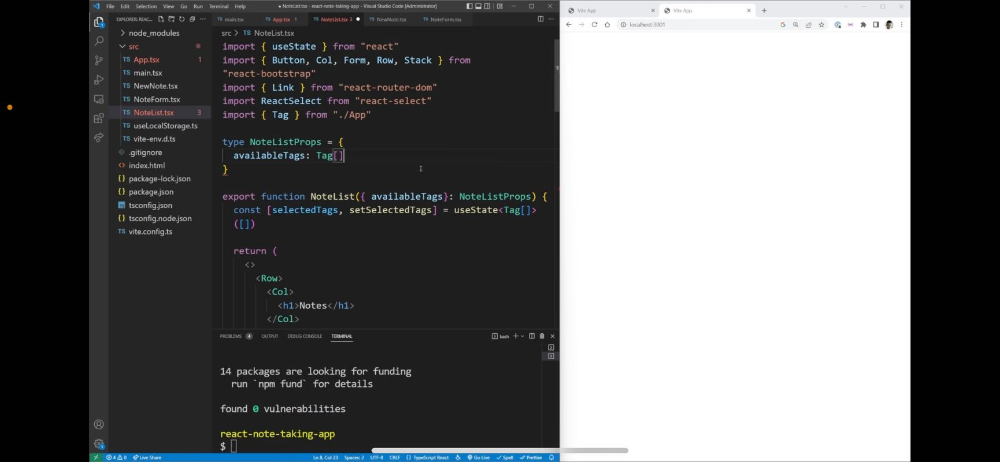 File Edit Selection View Go Run Terminal Help
● NoteList.tsx - react-note-taking-app - Visual Studio Code [Administrator]
EXPLORER: REAC...
node_modules
src
TS App.tsx 1
TS main.tsx
TS NewNote.tsx
TS NoteForm.tsx
TS NoteList.tsx 3
TS useLocalStorage.ts
TS vite-env.d.ts
.gitignore
<> index.html
{} package-lock.json
{} package.json
tsconfig.json
{} tsconfig.node.json
TS vite.config.ts
TS main.tsx TS App.tsx 1 TS NoteList.tsx 3 ● TS NewNote.tsx TS NoteForm.tsx
src > TS NoteList.tsx
import { useState } from "react"
import { Button, Col, Form, Row, Stack } from
"react-bootstrap"
import { Link } from "react-router-dom"
import ReactSelect from "react-select"
import { Tag } from "./App"
type NoteListProps = {
availableTags: Tag[]
}
export function NoteList({ availableTags}: NoteListProps) {
const [selectedTags, setSelectedTags] = useState<Tag[]>
([])
return (
<>
<Row>
<Col>
<h1>Notes</h1>
</Col>
PROBLEMS 4 OUTPUT DEBUG CONSOLE TERMINAL
bash
14 packages are looking for funding
run `npm fund` for details
found 0 vulnerabilities
react-note-taking-app
$
4 0 Live Share
Ln 8, Col 23 Spaces: 2 UTF-8 CRLF {} TypeScript React Go Live Spell Prettier
Vite App
Vite App
localhost:3001